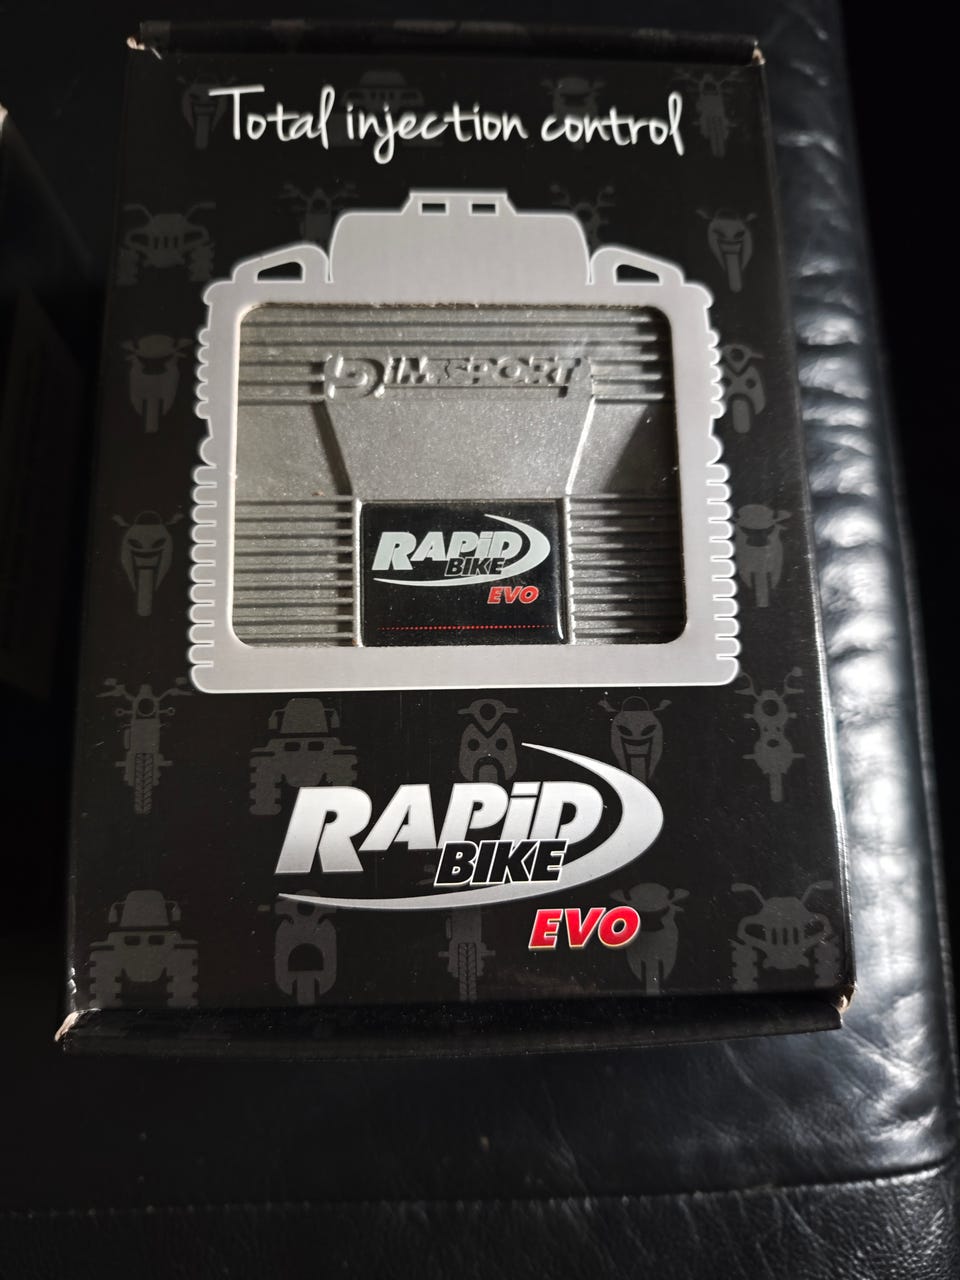 Total injection control
DIMSPORT
RAPiD
BIKE
EVO
RAPiD
BIKE
EVO